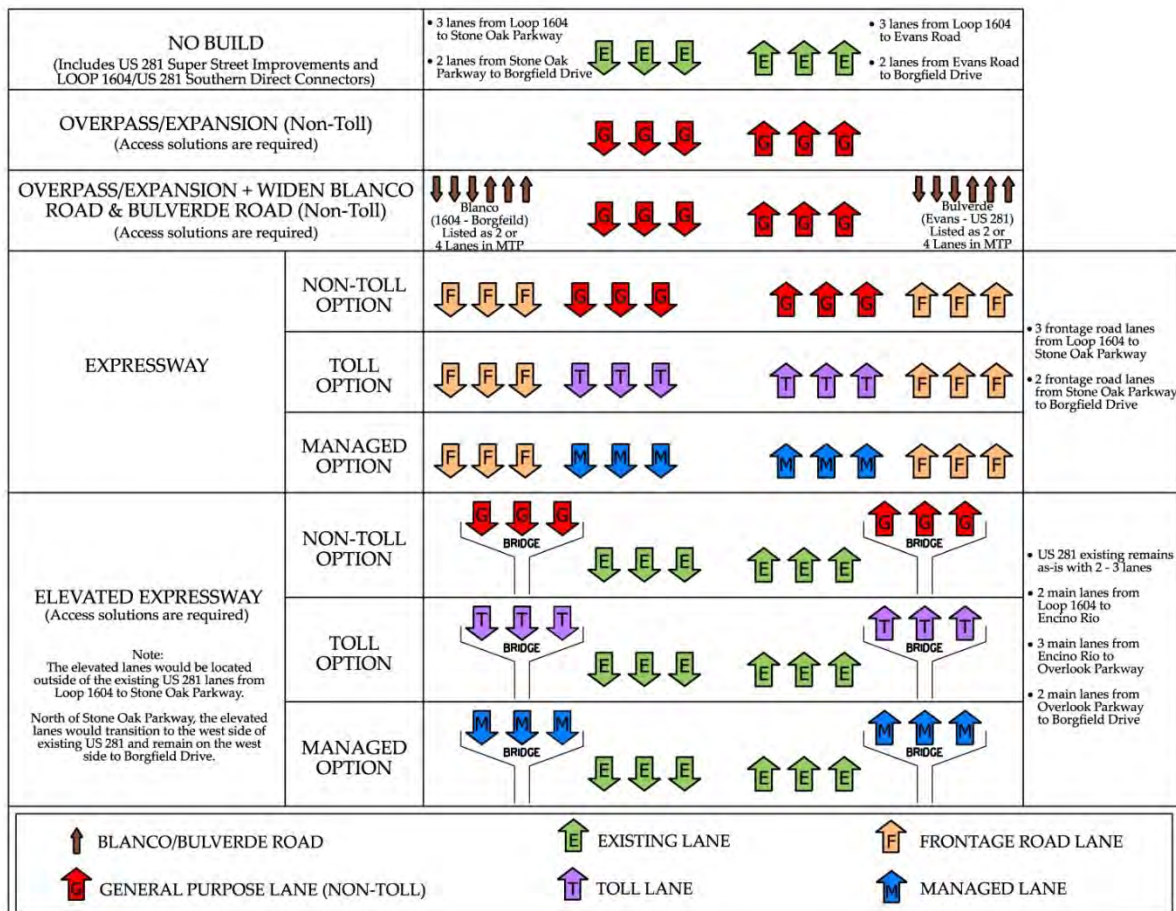 NO BUILD
(Includes US 281 Super Street Improvements and
LOOP 1604/US 281 Southern Direct Connectors)
• 3 lanes from Loop 1604
to Stone Oak Parkway
• 2 lanes from Stone Oak
Parkway to Borgfield Drive
E E E E E E
• 3 lanes from Loop 1604
to Evans Road
• 2 lanes from Evans Road
to Borgfield Drive
OVERPASS/EXPANSION (Non-Toll)
(Access solutions are required)
G G G G G G
OVERPASS/EXPANSION + WIDEN BLANCO
ROAD & BULVERDE ROAD (Non-Toll)
(Access solutions are required)
Blanco
(1604 - Borgfeild)
Listed as 2 or
4 Lanes in MTP
G G G G G G
Bulverde
(Evans - US 281)
Listed as 2 or
4 Lanes in MTP
EXPRESSWAY
NON-TOLL
OPTION
F F F G G G G G G F F F
TOLL
OPTION
F F F T T T T T T F F F
MANAGED
OPTION
F F F M M M M M M F F F
• 3 frontage road lanes
from Loop 1604 to
Stone Oak Parkway
• 2 frontage road lanes
from Stone Oak Parkway
to Borgfield Drive
ELEVATED EXPRESSWAY
(Access solutions are required)
Note:
The elevated lanes would be located
outside of the existing US 281 lanes from
Loop 1604 to Stone Oak Parkway.
North of Stone Oak Parkway, the elevated
lanes would transition to the west side of
existing US 281 and remain on the west
side to Borgfield Drive.
NON-TOLL
OPTION
G G G G G G
BRIDGE BRIDGE
E E E E E E
TOLL
OPTION
T T T T T T
BRIDGE BRIDGE
E E E E E E
MANAGED
OPTION
M M M M M M
BRIDGE BRIDGE
E E E E E E
• US 281 existing remains
as-is with 2 - 3 lanes
• 2 main lanes from
Loop 1604 to
Encino Rio
• 3 main lanes from
Encino Rio to
Overlook Parkway
• 2 main lanes from
Overlook Parkway
to Borgfield Drive
BLANCO/BULVERDE ROAD
E EXISTING LANE
F FRONTAGE ROAD LANE
G GENERAL PURPOSE LANE (NON-TOLL)
T TOLL LANE
M MANAGED LANE